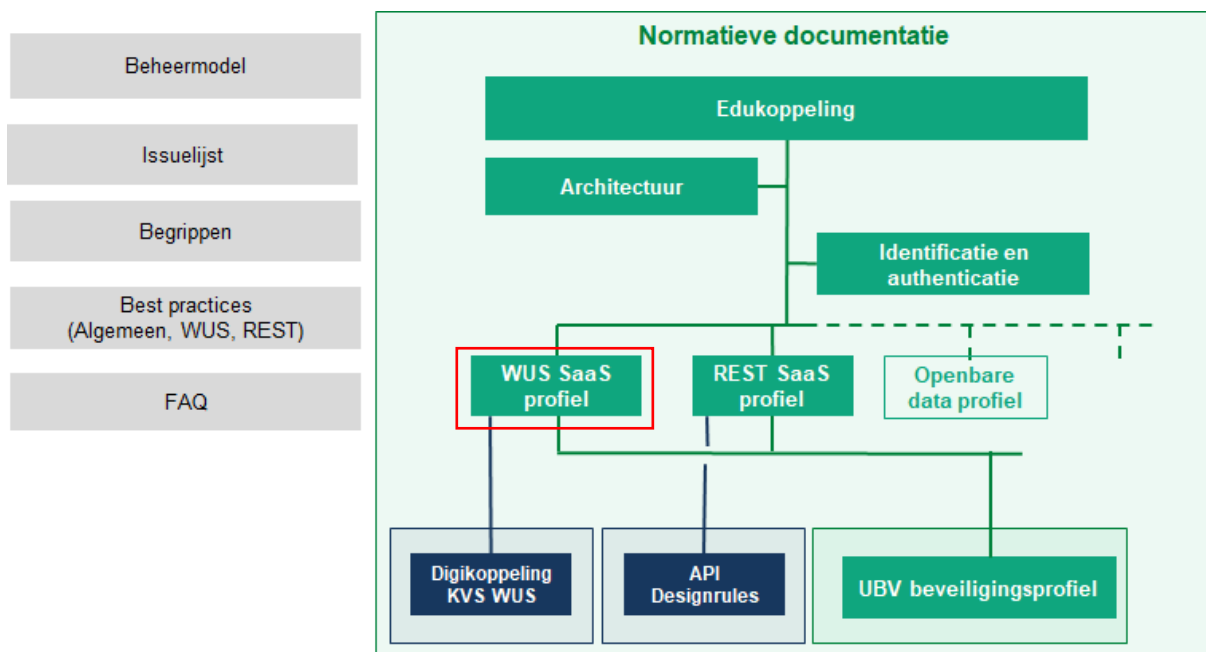 Beheermodel
Issuelijst
Begrippen
Best practices
(Algemeen, WUS, REST)
FAQ
Normatieve documentatie
Edukoppeling
Architectuur
Identificatie en
authenticatie
WUS SaaS
profiel
REST SaaS
profiel
Openbare
data profiel
Digikoppeling
KVS WUS
API
Designrules
UBV beveiligingsprofiel